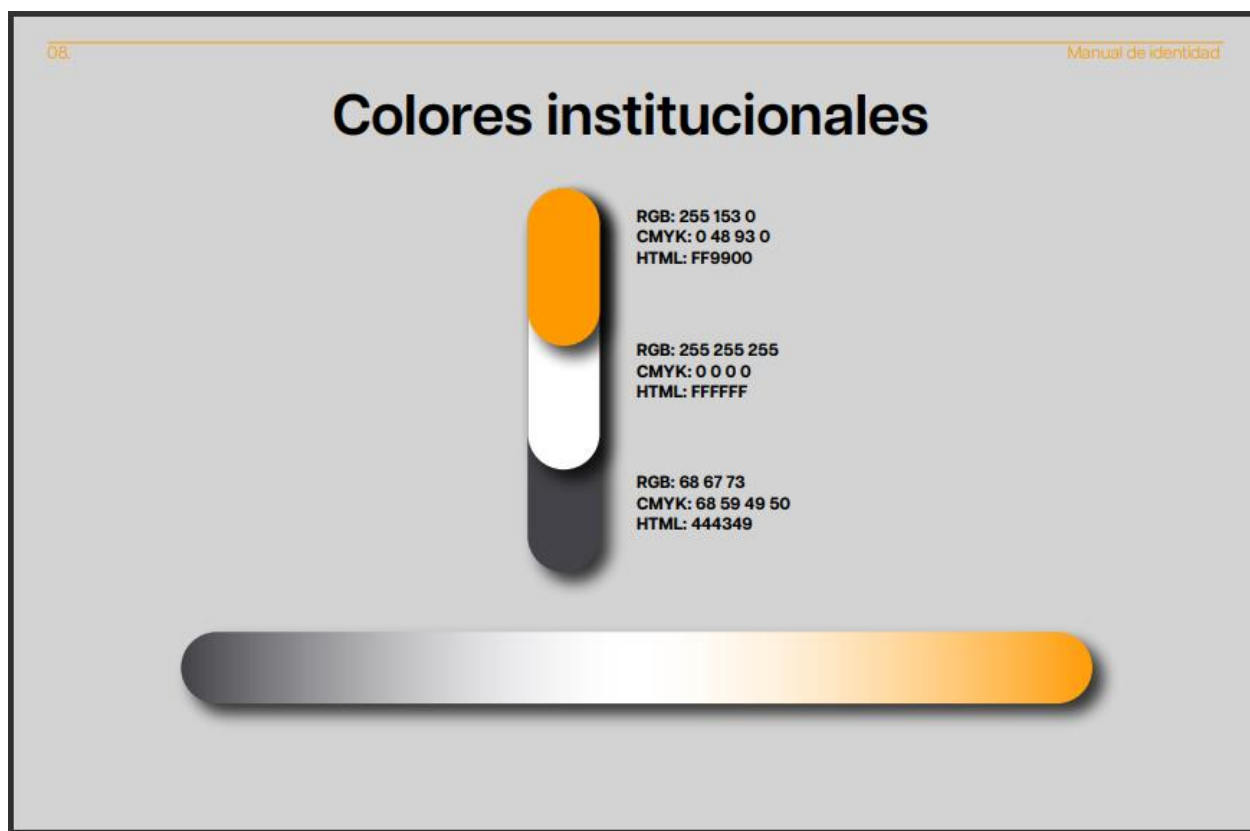 08.
Manual de identidad
Colores institucionales
RGB: 255 153 0
CMYK: 0 48 93 0
HTML: FF9900
RGB: 255 255 255
CMYK: 0 0 0 0
HTML: FFFFFF
RGB: 68 67 73
CMYK: 68 59 49 50
HTML: 444349